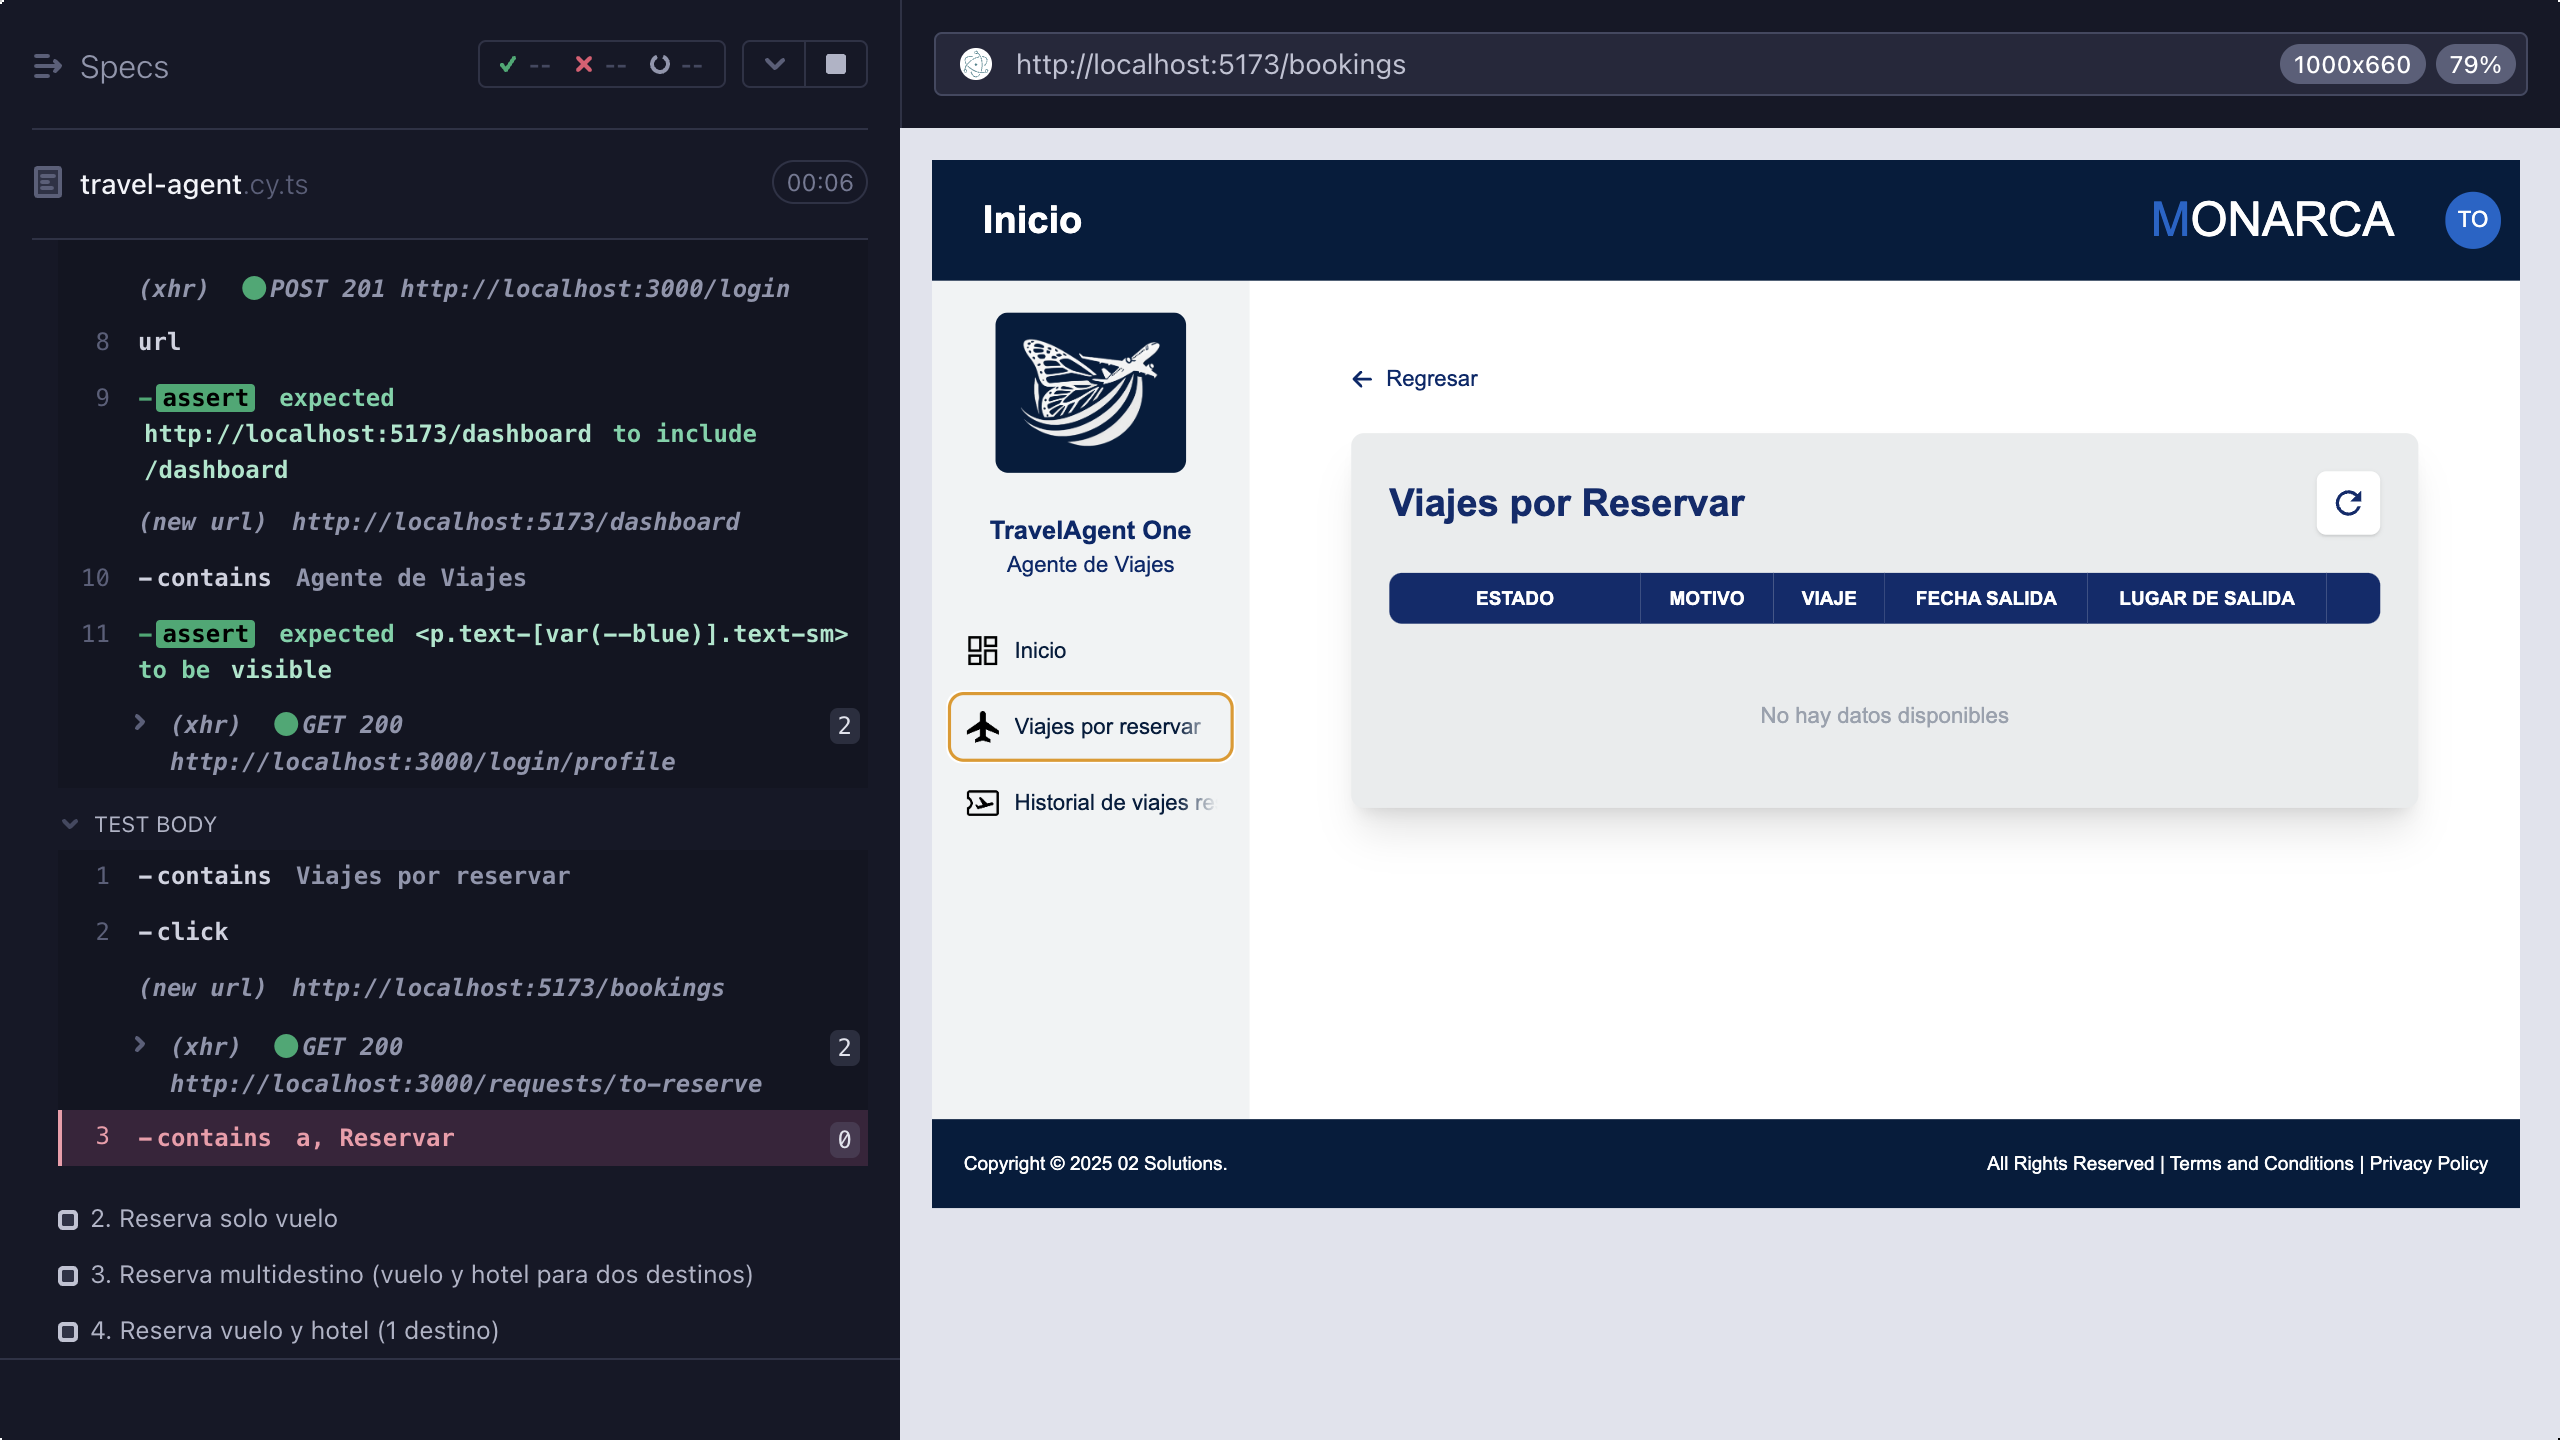 Specs
-- -- --
travel-agent.cy.ts
00:06
(xhr) POST 201 http://localhost:3000/login
8 url
9 -assert expected
http://localhost:5173/dashboard to include
/dashboard
(new url) http://localhost:5173/dashboard
10 -contains Agente de Viajes
11 -assert expected <p.text-[var(--blue)].text-sm>
to be visible
(xhr) GET 200 2
http://localhost:3000/login/profile
TEST BODY
1 -contains Viajes por reservar
2 -click
(new url) http://localhost:5173/bookings
(xhr) GET 200 2
http://localhost:3000/requests/to-reserve
3 -contains a, Reservar 0
2. Reserva solo vuelo
3. Reserva multidestino (vuelo y hotel para dos destinos)
4. Reserva vuelo y hotel (1 destino)
http://localhost:5173/bookings
1000x660 79%
Inicio
MONARCA
TO
TravelAgent One
Agente de Viajes
Inicio
Viajes por reservar
Historial de viajes re
Regresar
Viajes por Reservar
ESTADO MOTIVO VIAJE FECHA SALIDA LUGAR DE SALIDA
No hay datos disponibles
Copyright © 2025 02 Solutions.
All Rights Reserved | Terms and Conditions | Privacy Policy